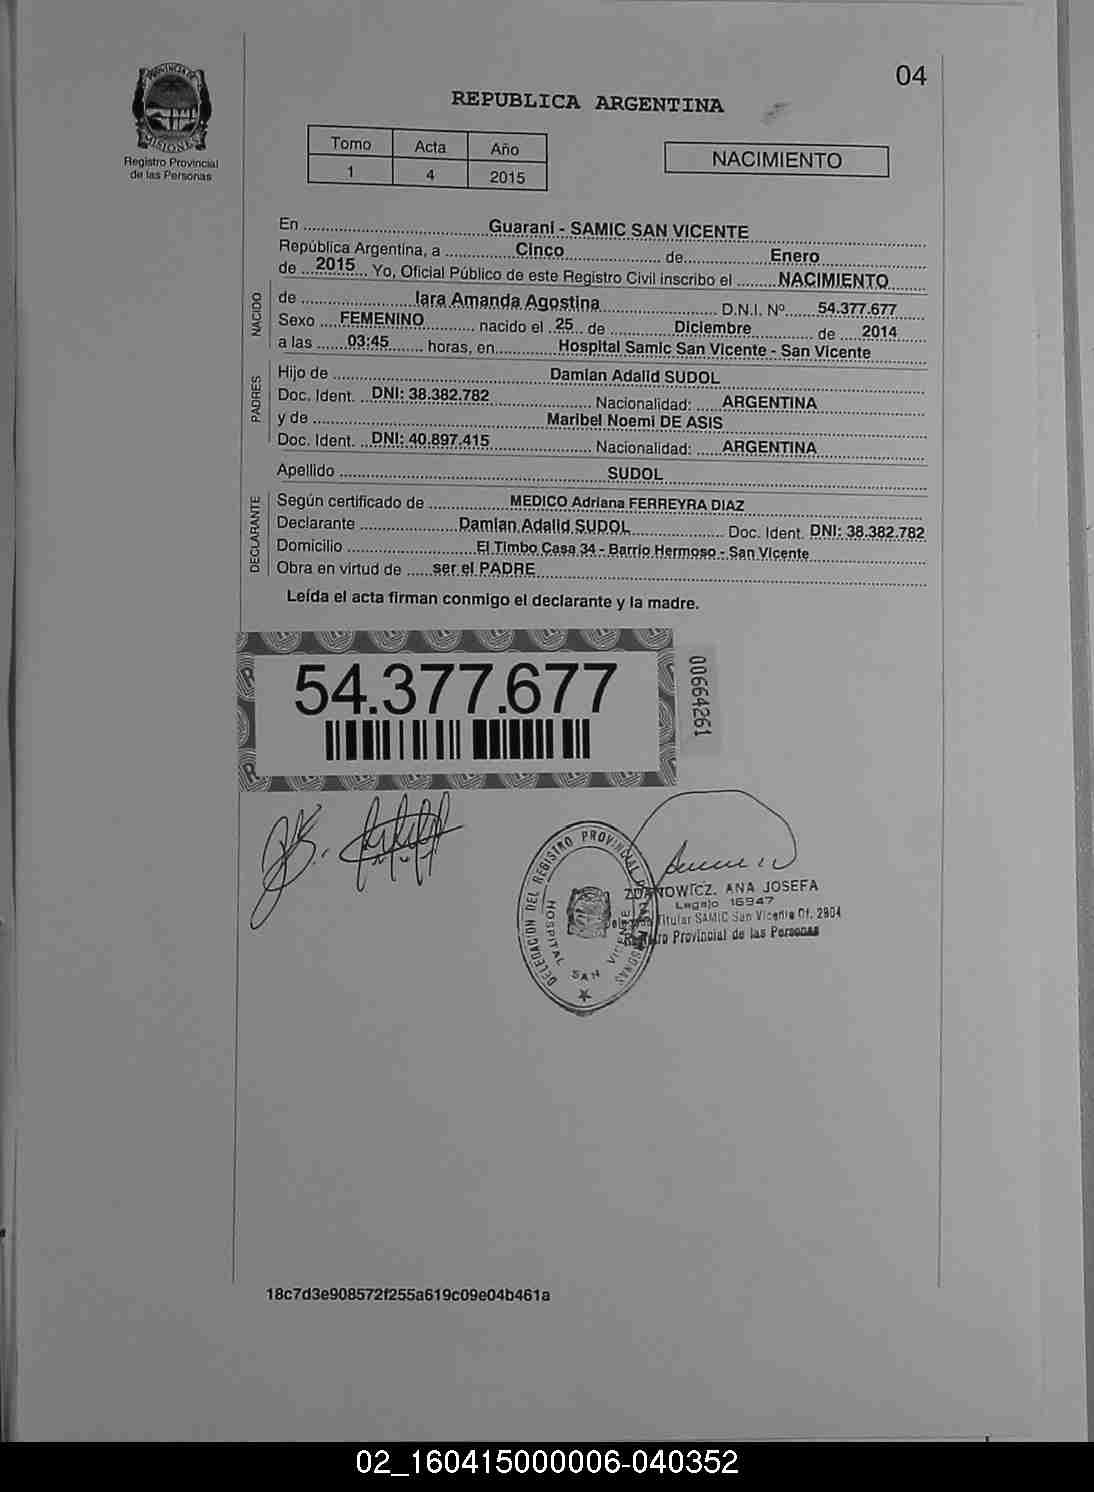 04
PROVINCIA DE
MISIONES
Registro Provincial
de las Personas
REPUBLICA ARGENTINA
Tomo Acta Año
1 4 2015
NACIMIENTO
En ........ Guaraní - SAMIC SAN VICENTE ........
República Argentina, a ........ Cinco ........ de ........ Enero ........
de ... 2015 ... Yo, Oficial Público de este Registro Civil inscribo el ........ NACIMIENTO ........
NACIDO
de ........ Iara Amanda Agostina ........ D.N.I. Nº ...... 54.377.677 ......
Sexo .... FEMENINO ........ nacido el .. 25 .. de ........ Diciembre ........ de ..... 2014 ....
a las ...... 03:45 ....... horas, en ........ Hospital Samic San Vicente - San Vicente
PADRES
Hijo de ........ Damian Adalid SUDOL ........
Doc. Ident. ... DNI: 38.382.782 ........ Nacionalidad: ..... ARGENTINA ........
y de ........ Maribel Noemi DE ASIS ........
Doc. Ident. ... DNI: 40.897.415 ........ Nacionalidad: ..... ARGENTINA ........
Apellido ........ SUDOL ........
DECLARANTE
Según certificado de ........ MEDICO Adriana FERREYRA DIAZ ........
Declarante ........ Damian Adalid SUDOL ........ Doc. Ident. DNI: 38.382.782
Domicilio ........ El Timbo Casa 34 - Barrio Hermoso - San Vicente ........
Obra en virtud de ..... ser el PADRE ........
Leída el acta firman conmigo el declarante y la madre.
54.377.677
00664261
DELEGACION DEL REGISTRO PROVINCIAL
HOSPITAL SAN VICENTE
ZDANOWICZ, ANA JOSEFA
Legajo 16947
Titular SAMIC San Vicente Of. 2904
Registro Provincial de las Personas
18c7d3e908572f255a619c09e04b461a
02_160415000006-040352